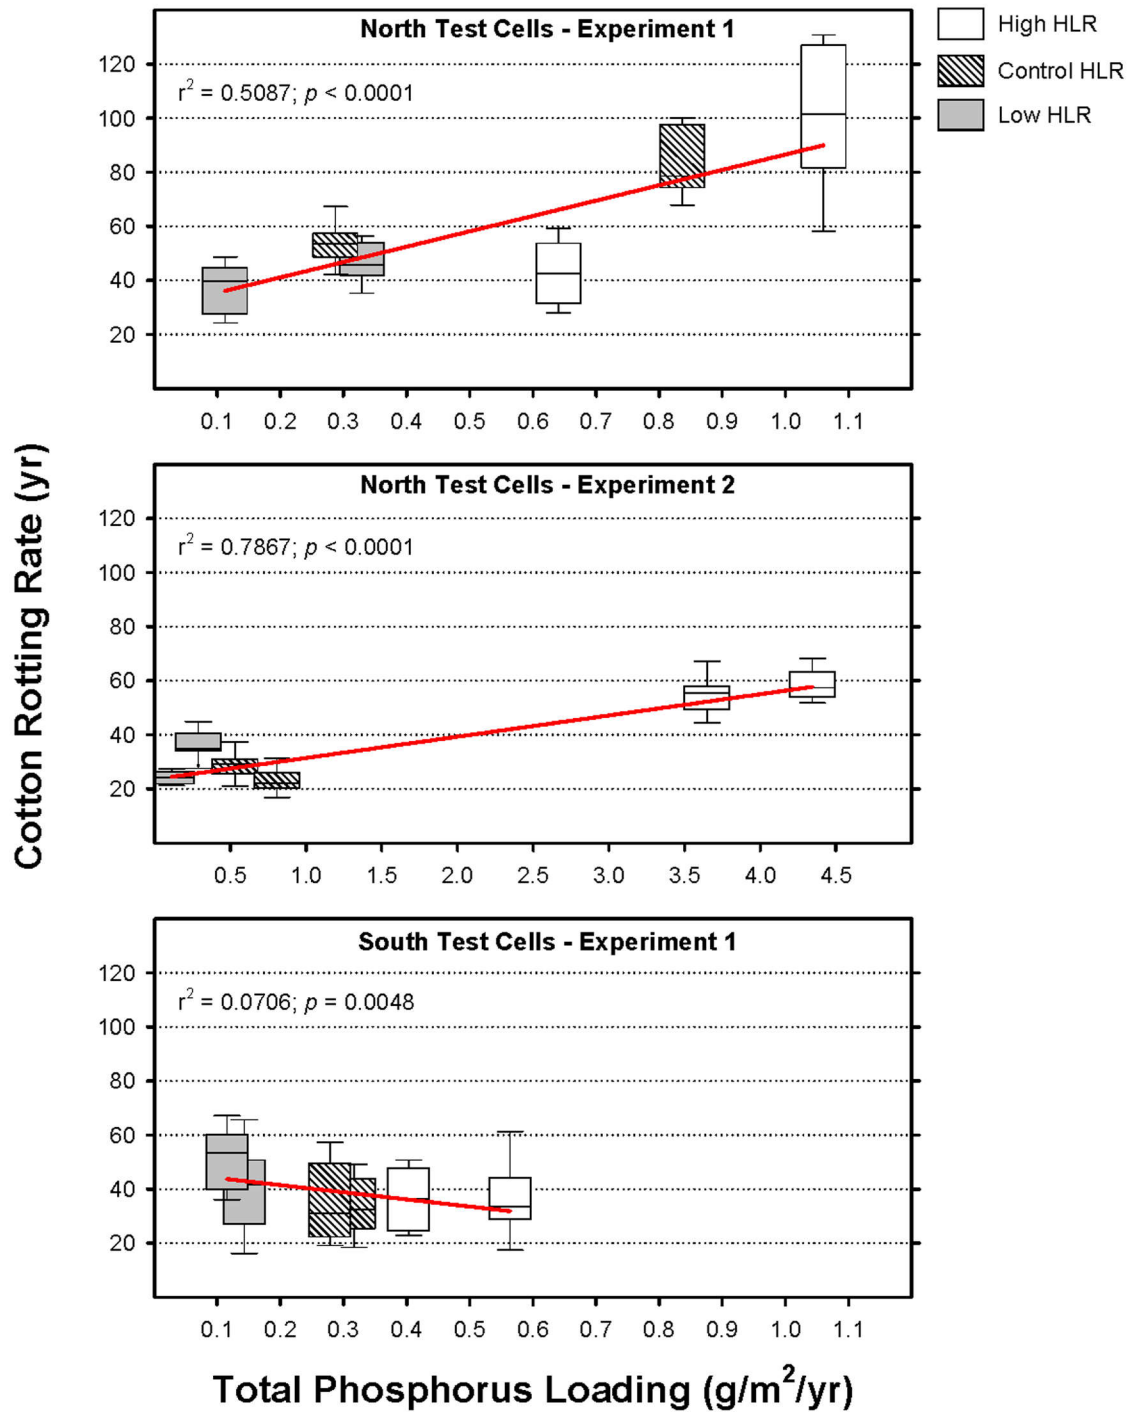 North Test Cells - Experiment 1
r² = 0.5087; p < 0.0001
120
100
80
60
40
20
0.1 0.2 0.3 0.4 0.5 0.6 0.7 0.8 0.9 1.0 1.1
High HLR
Control HLR
Low HLR
Cotton Rotting Rate (yr)
North Test Cells - Experiment 2
r² = 0.7867; p < 0.0001
120
100
80
60
40
20
0.5 1.0 1.5 2.0 2.5 3.0 3.5 4.0 4.5
South Test Cells - Experiment 1
r² = 0.0706; p = 0.0048
120
100
80
60
40
20
0.1 0.2 0.3 0.4 0.5 0.6 0.7 0.8 0.9 1.0 1.1
Total Phosphorus Loading (g/m²/yr)